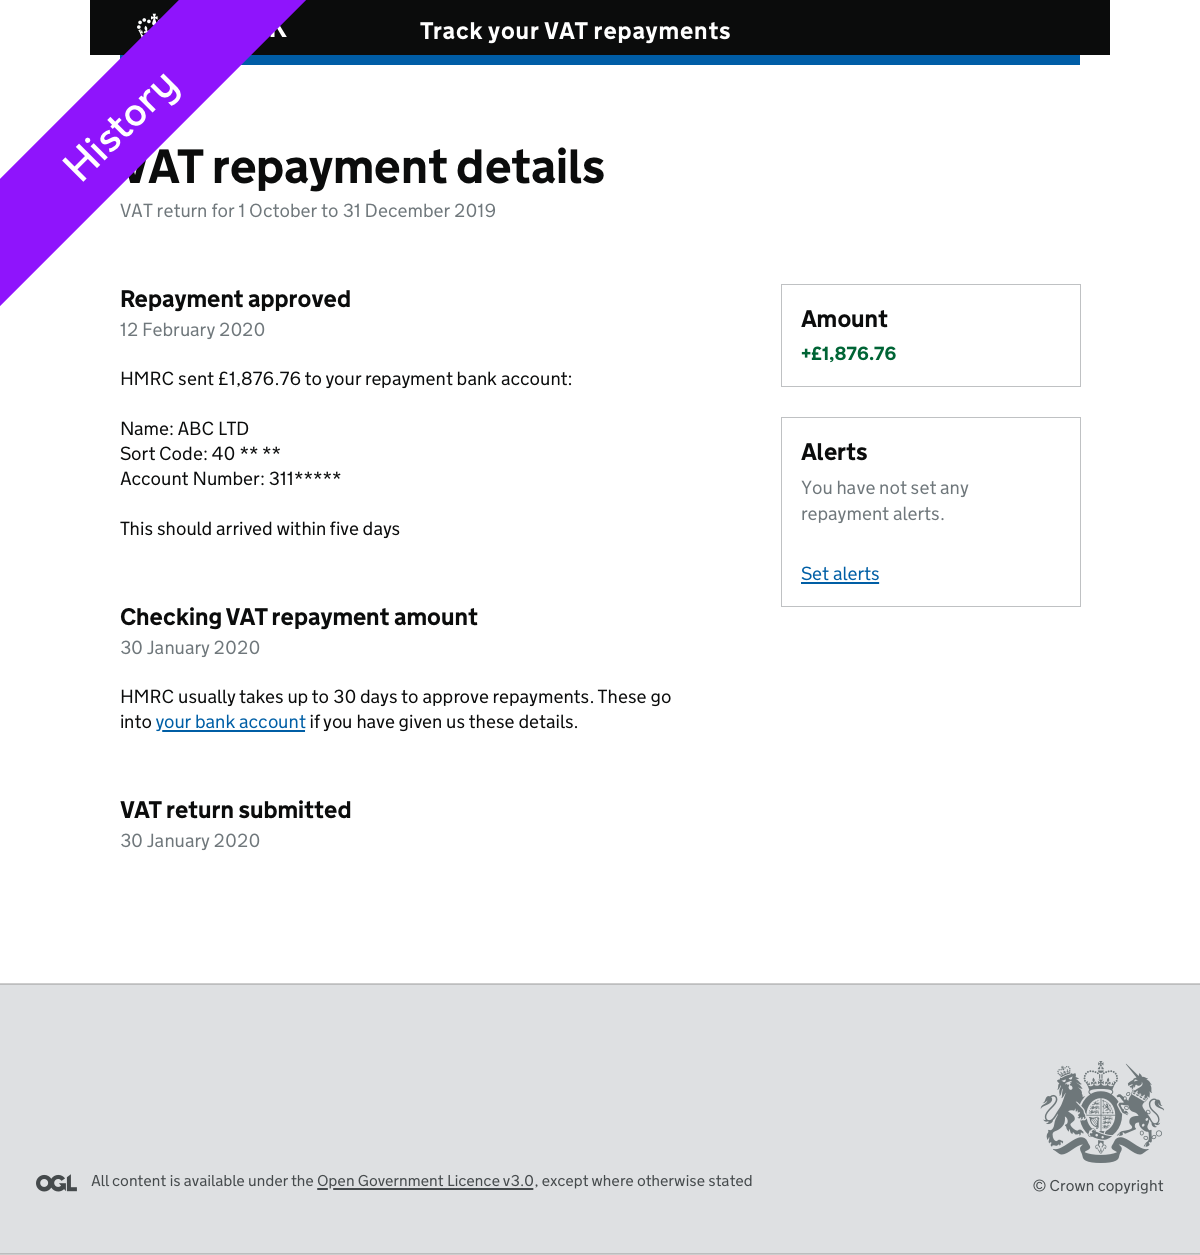 Track your VAT repayments
History
VAT repayment details
VAT return for 1 October to 31 December 2019
Repayment approved
12 February 2020
HMRC sent £1,876.76 to your repayment bank account:
Name: ABC LTD
Sort Code: 40 ** **
Account Number: 311*****
This should arrived within five days
Checking VAT repayment amount
30 January 2020
HMRC usually takes up to 30 days to approve repayments. These go
into your bank account if you have given us these details.
VAT return submitted
30 January 2020
Amount
+£1,876.76
Alerts
You have not set any
repayment alerts.
Set alerts
OGL All content is available under the Open Government Licence v3.0, except where otherwise stated
© Crown copyright